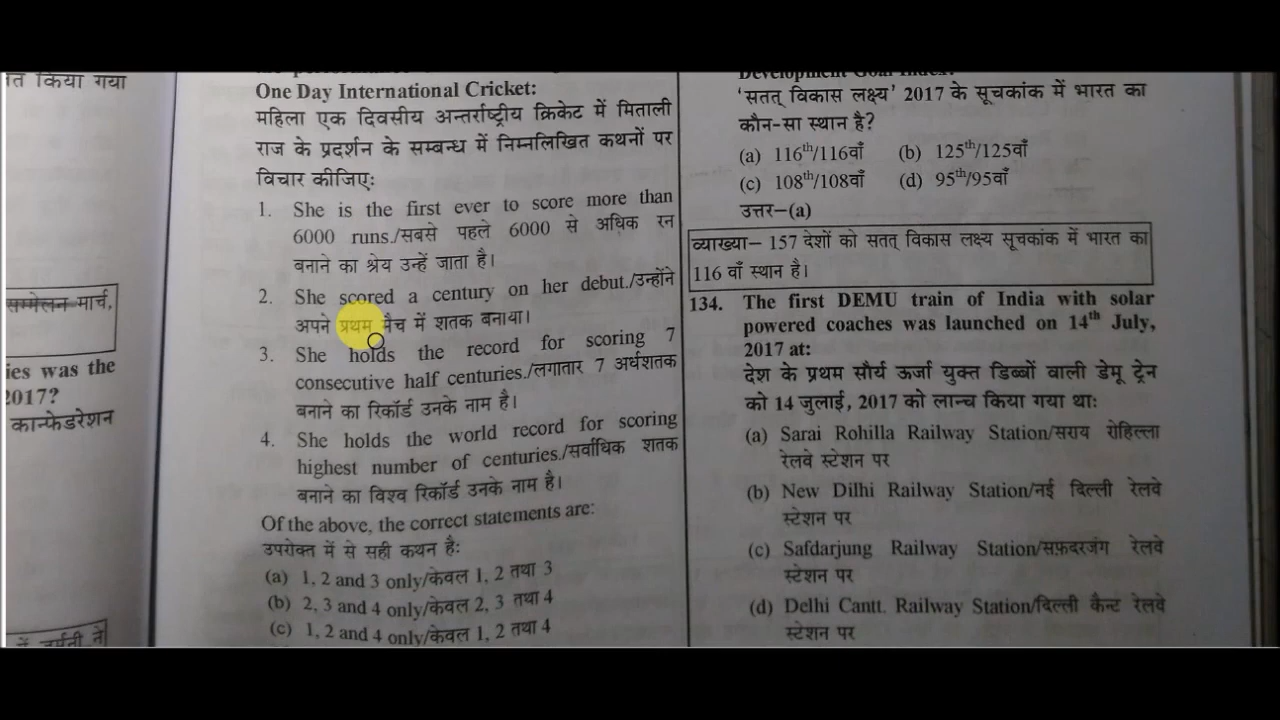 त किया गया
सम्मेलन मार्च,
ies was the
2017?
कान्फेडरेशन
One Day International Cricket:
महिला एक दिवसीय अन्तर्राष्ट्रीय क्रिकेट में मिताली
राज के प्रदर्शन के सम्बन्ध में निम्नलिखित कथनों पर
विचार कीजिए:
1. She is the first ever to score more than
6000 runs./सबसे पहले 6000 से अधिक रन
बनाने का श्रेय उन्हें जाता है।
2. She scored a century on her debut./उन्होंने
अपने प्रथम मैच में शतक बनाया।
3. She holds the record for scoring 7
consecutive half centuries./लगातार 7 अर्धशतक
बनाने का रिकॉर्ड उनके नाम है।
4. She holds the world record for scoring
highest number of centuries./सर्वाधिक शतक
बनाने का विश्व रिकॉर्ड उनके नाम है।
Of the above, the correct statements are:
उपरोक्त में से सही कथन है:
(a) 1, 2 and 3 only/केवल 1, 2 तथा 3
(b) 2, 3 and 4 only/केवल 2, 3 तथा 4
(c) 1, 2 and 4 only/केवल 1, 2 तथा 4
Development Goal Index?
'सतत् विकास लक्ष्य' 2017 के सूचकांक में भारत का
कौन-सा स्थान है?
(a) 116th/116वाँ (b) 125th/125वाँ
(c) 108th/108वाँ (d) 95th/95वाँ
उत्तर–(a)
व्याख्या– 157 देशों को सतत् विकास लक्ष्य सूचकांक में भारत का
116 वाँ स्थान है।
134. The first DEMU train of India with solar
powered coaches was launched on 14th July,
2017 at:
देश के प्रथम सौर्य ऊर्जा युक्त डिब्बों वाली डेमू ट्रेन
को 14 जुलाई, 2017 को लान्च किया गया था:
(a) Sarai Rohilla Railway Station/सराय रोहिल्ला
रेलवे स्टेशन पर
(b) New Dilhi Railway Station/नई दिल्ली रेलवे
स्टेशन पर
(c) Safdarjung Railway Station/सफ़दरजंग रेलवे
स्टेशन पर
(d) Delhi Cantt. Railway Station/दिल्ली कैन्ट रेलवे
स्टेशन पर